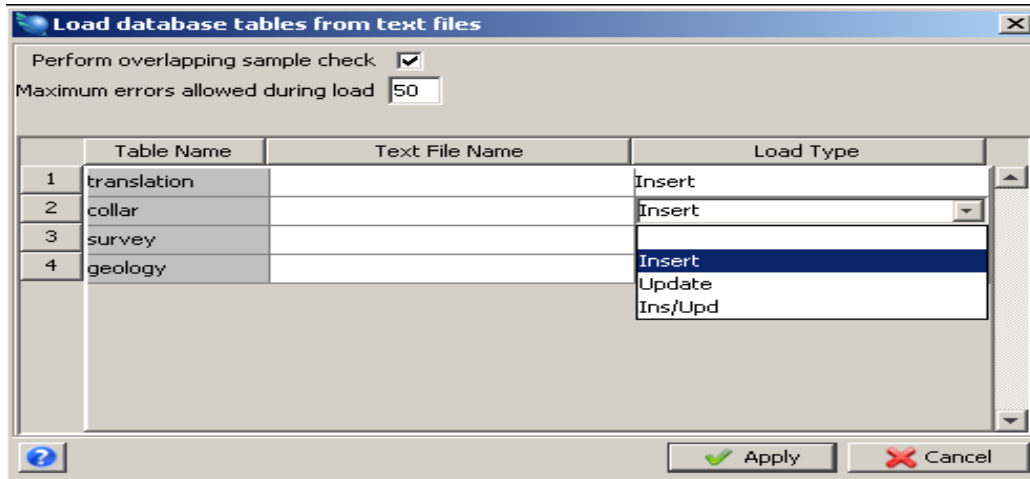 Load database tables from text files
Perform overlapping sample check
Maximum errors allowed during load 50
Table Name Text File Name Load Type
1 translation Insert
2 collar Insert
3 survey
4 geology
Insert
Update
Ins/Upd
Apply Cancel